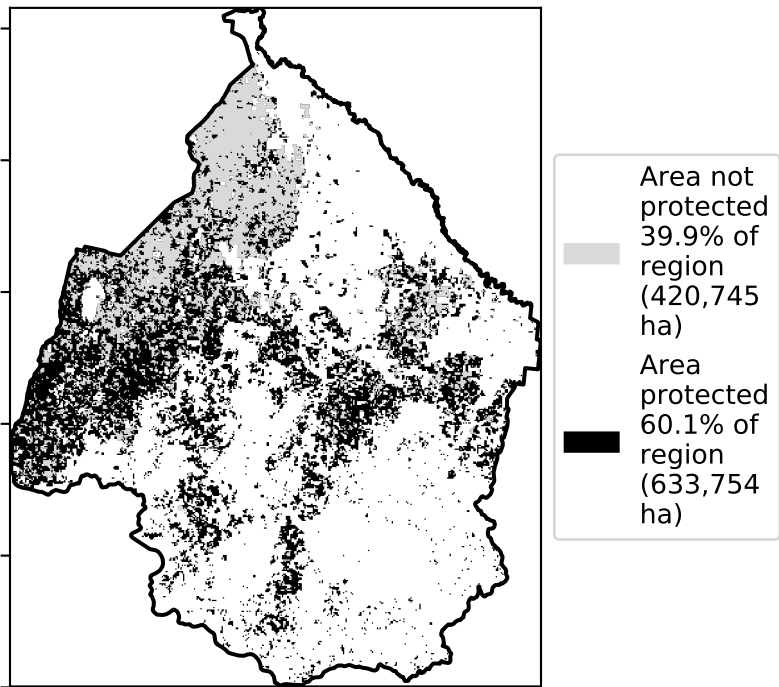 Area not
protected
39.9% of
region
(420,745
ha)
Area
protected
60.1% of
region
(633,754
ha)